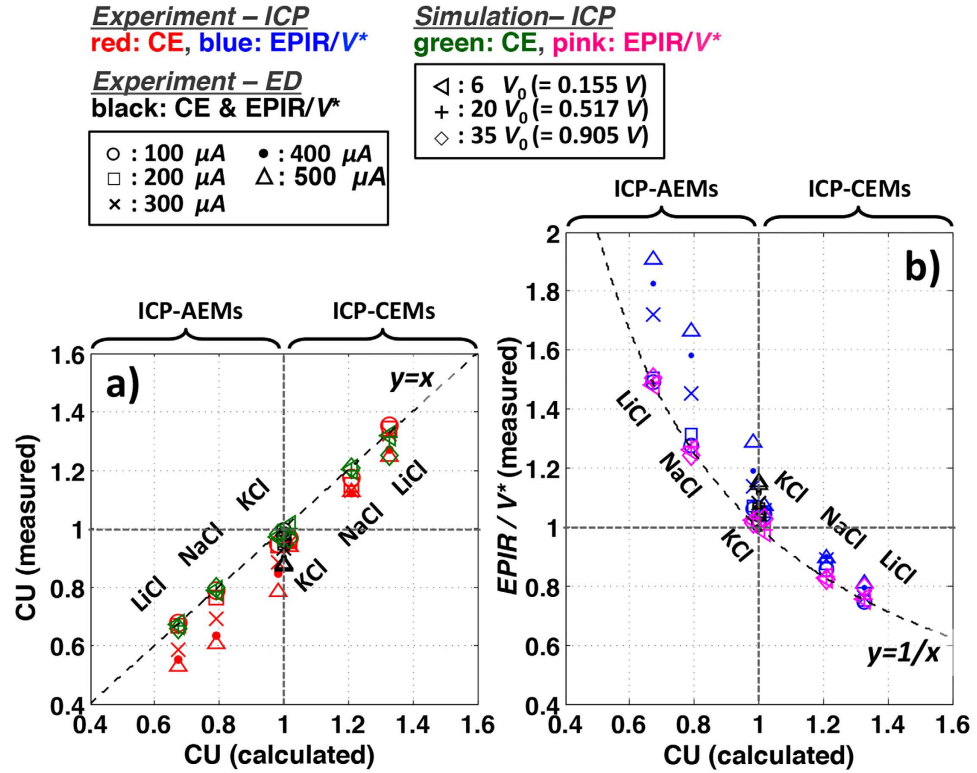 Experiment – ICP
red: CE, blue: EPIR/V*
Simulation– ICP
green: CE, pink: EPIR/V*
Experiment – ED
black: CE & EPIR/V*
○ : 100 μA
● : 400 μA
□ : 200 μA
△ : 500 μA
× : 300 μA
◁ : 6 V₀ (= 0.155 V)
+ : 20 V₀ (= 0.517 V)
◇ : 35 V₀ (= 0.905 V)
ICP-AEMs
ICP-CEMs
a)
y=x
1.6
1.4
1.2
1
0.8
0.6
0.4
CU (measured)
LiCl
NaCl
KCl
KCl
NaCl
LiCl
0.4
0.6
0.8
1
1.2
1.4
1.6
CU (calculated)
ICP-AEMs
ICP-CEMs
b)
2
1.8
1.6
1.4
1.2
1
0.8
0.6
0.4
EPIR / V* (measured)
LiCl
NaCl
KCl
KCl
NaCl
LiCl
y=1/x
0.4
0.6
0.8
1
1.2
1.4
1.6
CU (calculated)